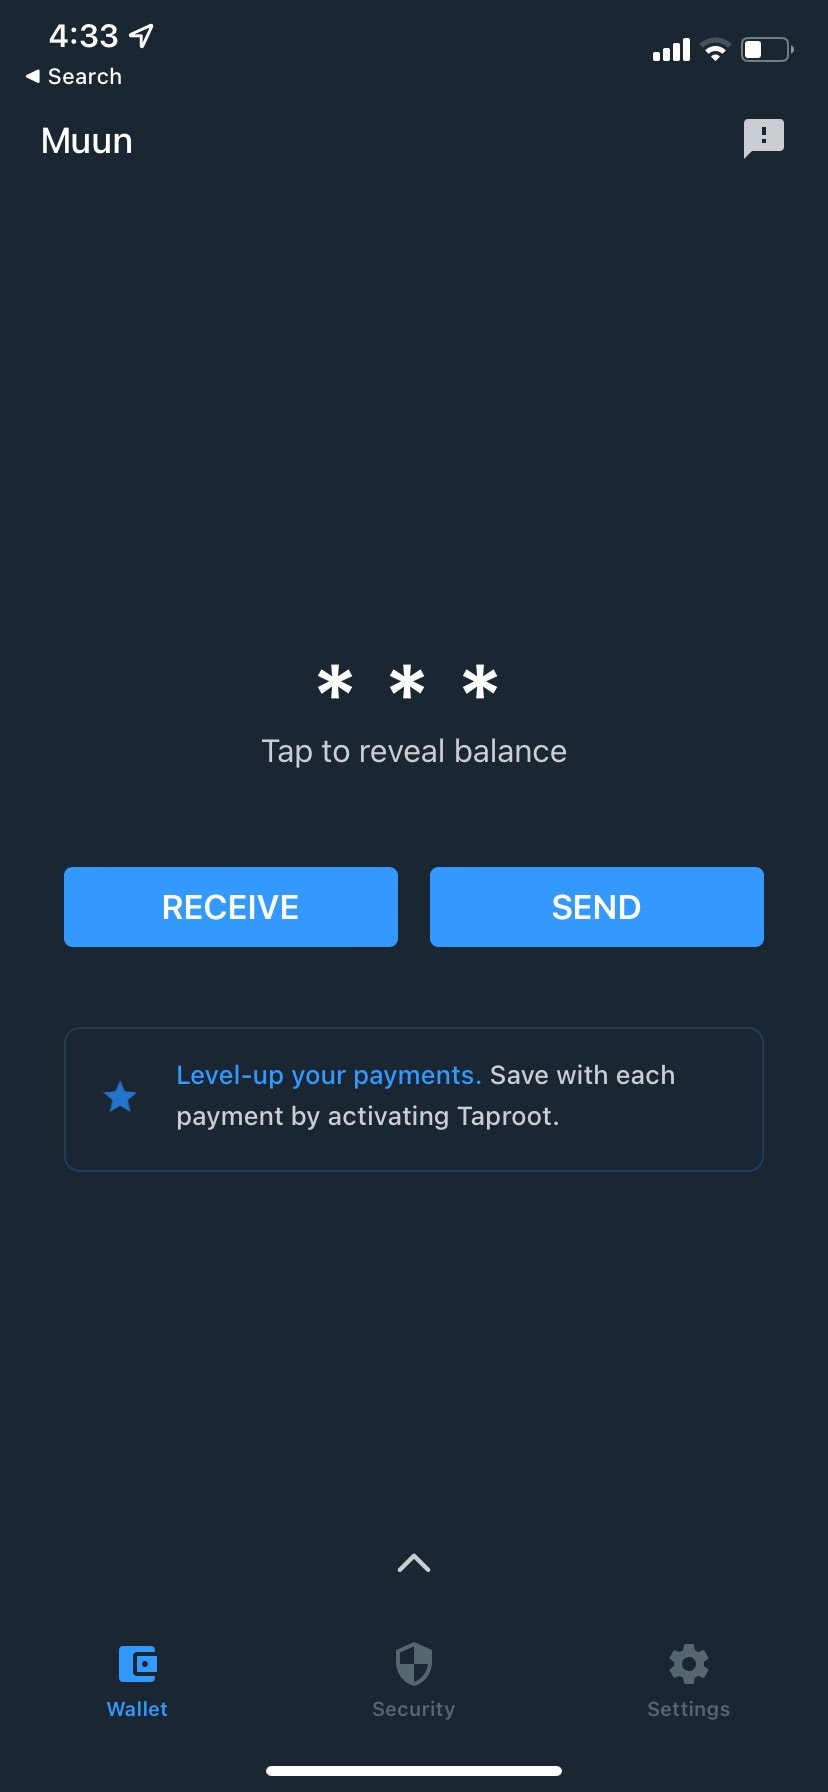 4:33
Search
Muun
* * *
Tap to reveal balance
RECEIVE
SEND
Level-up your payments. Save with each
payment by activating Taproot.
Wallet
Security
Settings